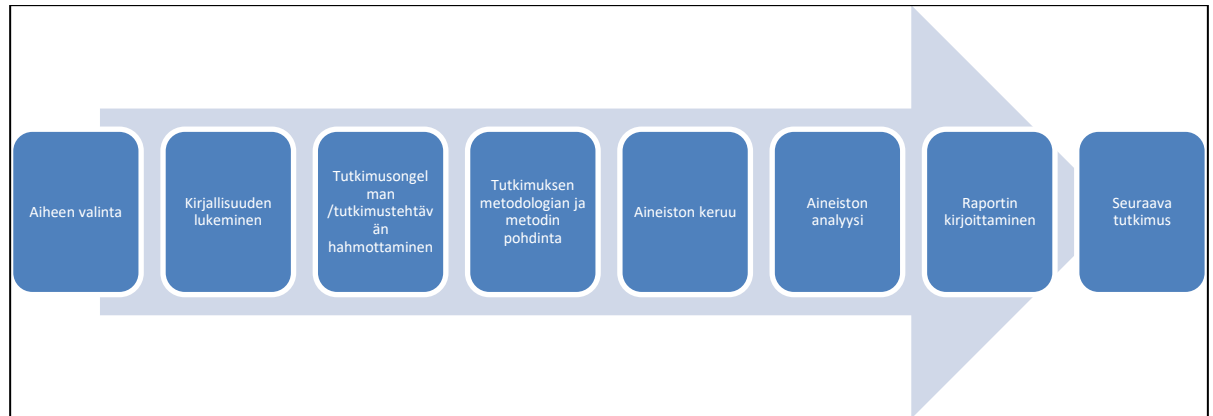 Aiheen valinta
Kirjallisuuden
lukeminen
Tutkimusongel
man
/tutkimustehtäv
än
hahmottaminen
Tutkimuksen
metodologian ja
metodin
pohdinta
Aineiston keruu
Aineiston
analyysi
Raportin
kirjoittaminen
Seuraava
tutkimus